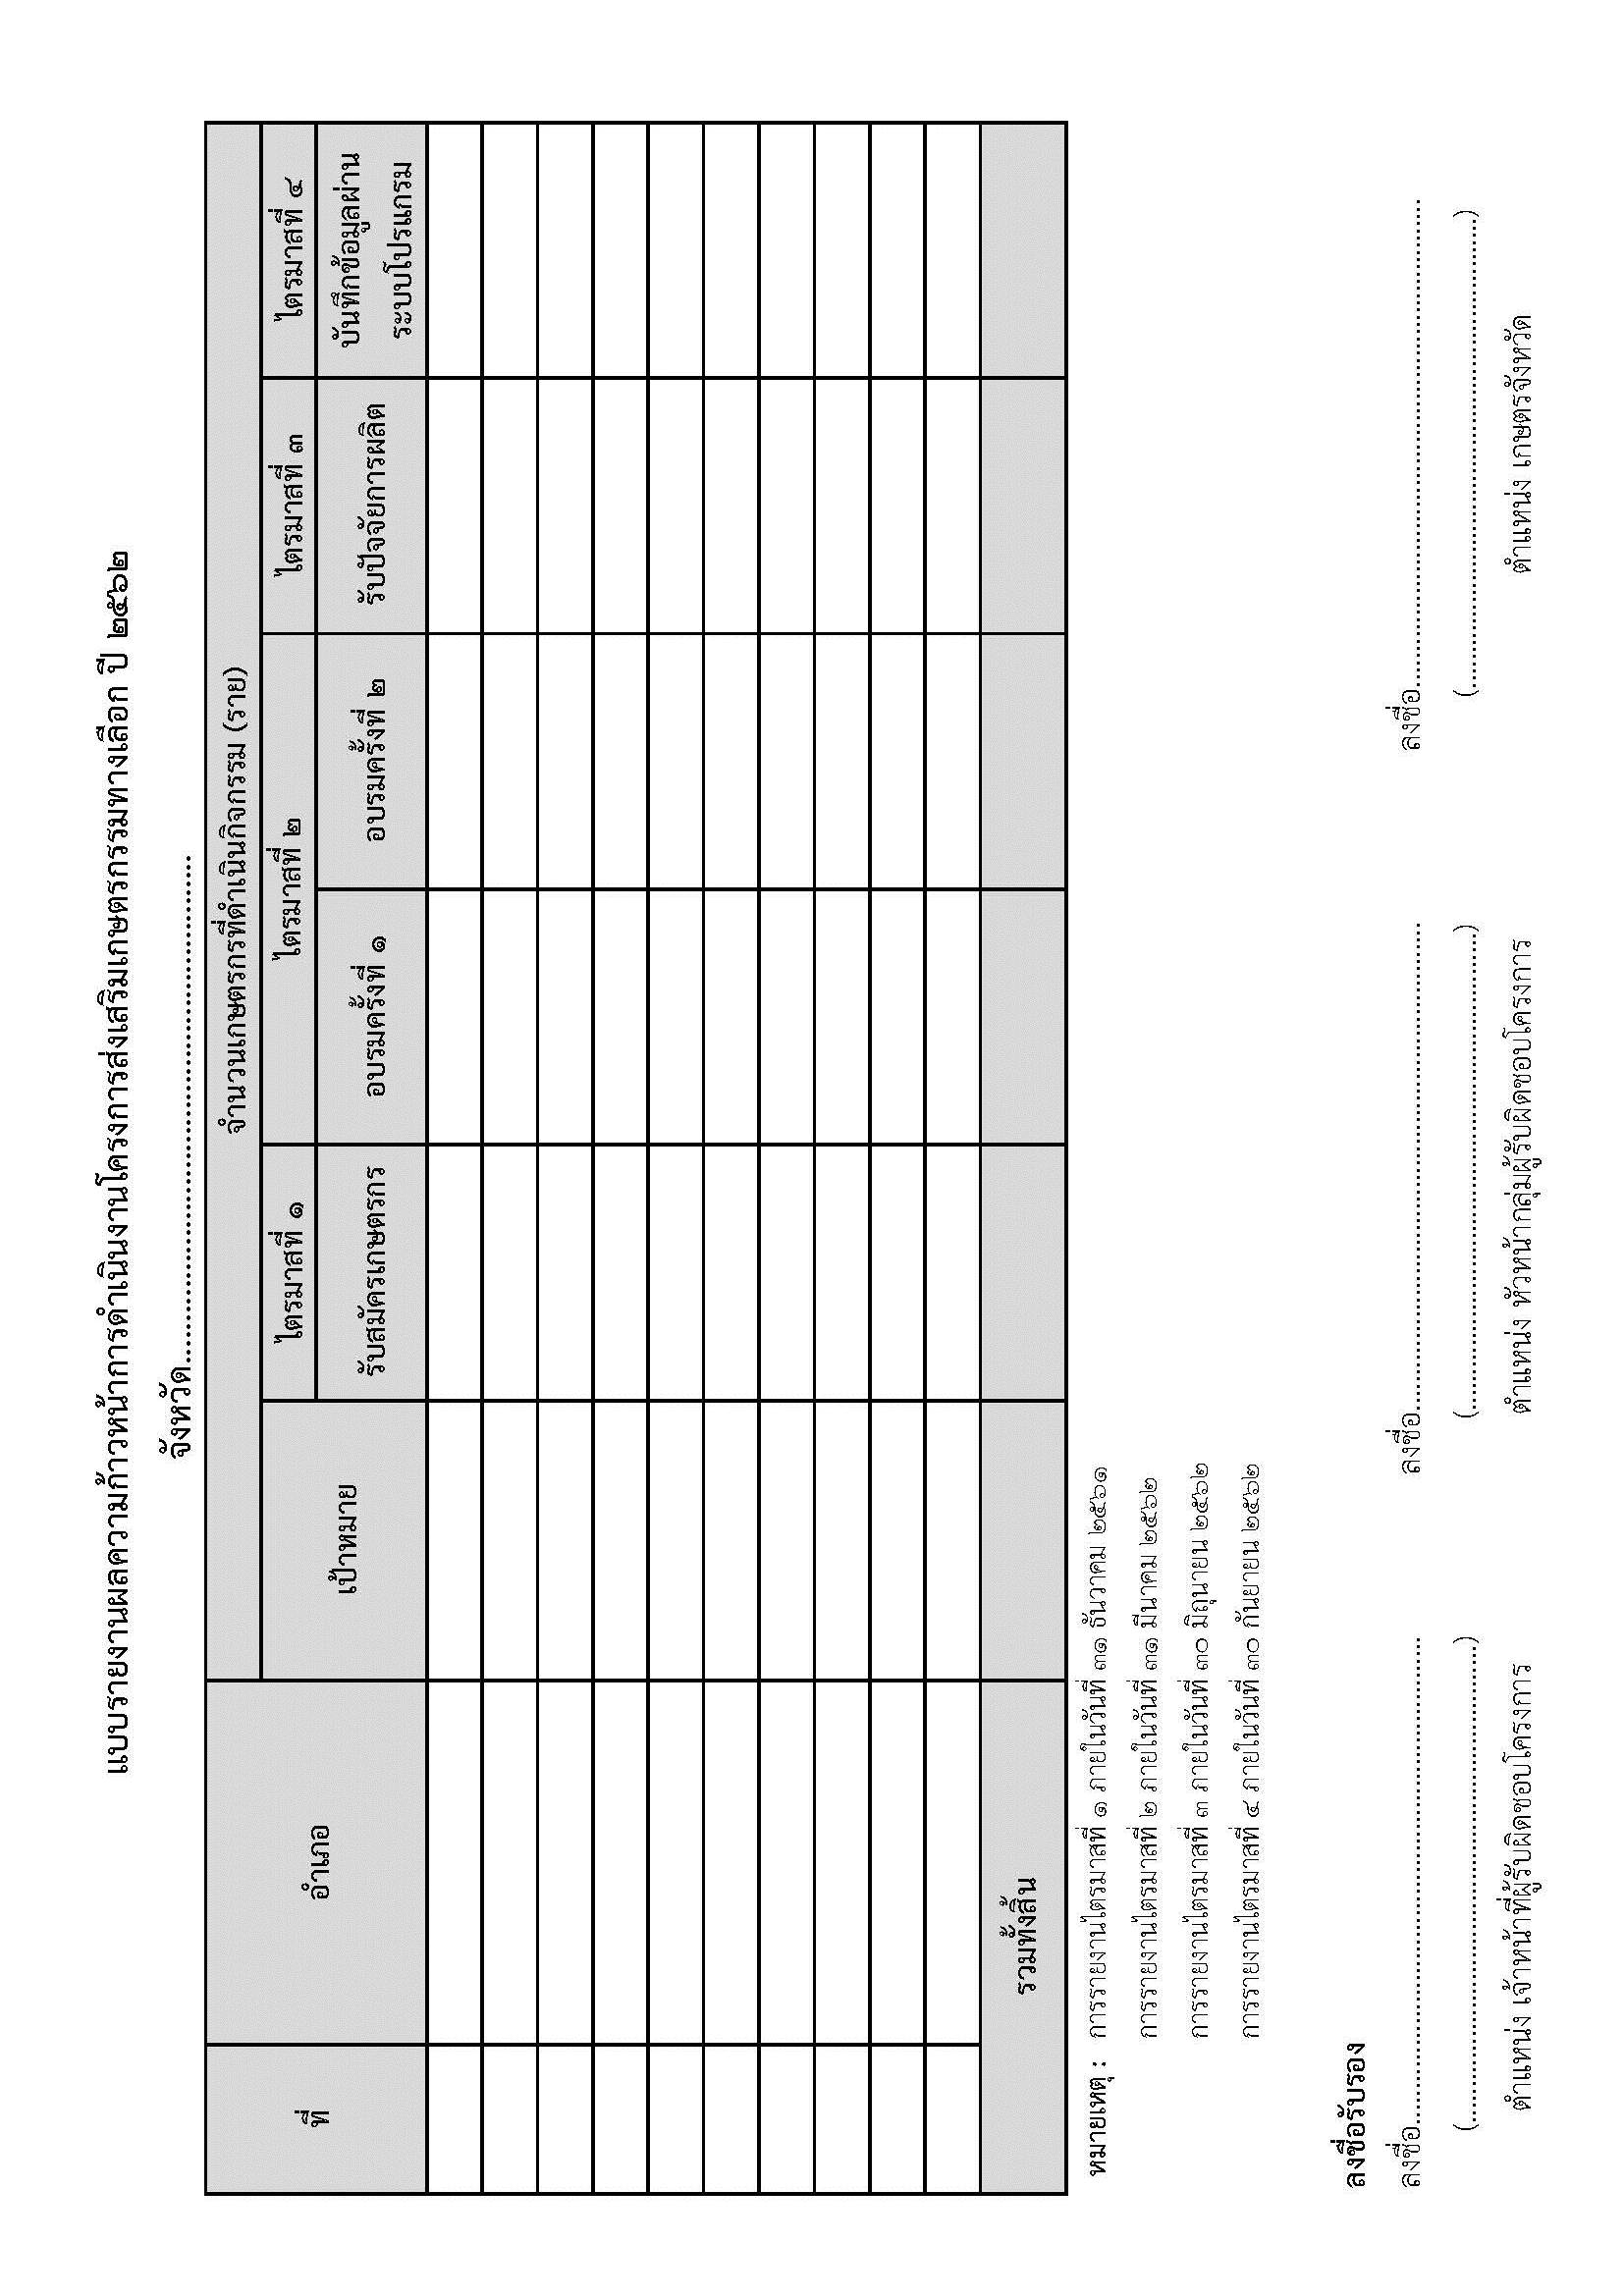 แบบรายงานผลความก้าวหน้าการดำเนินงานโครงการส่งเสริมเกษตรกรรมทางเลือก ปี ๒๕๖๒
จังหวัด............................................................
ที่ อำเภอ จำนวนเกษตรกรที่ดำเนินกิจกรรม (ราย)
เป้าหมาย ไตรมาสที่ ๑ ไตรมาสที่ ๒ ไตรมาสที่ ๓ ไตรมาสที่ ๔
รับสมัครเกษตรกร อบรมครั้งที่ ๑ อบรมครั้งที่ ๒ รับปัจจัยการผลิต บันทึกข้อมูลผ่าน
ระบบโปรแกรม
รวมทั้งสิ้น
หมายเหตุ : การรายงานไตรมาสที่ ๑ ภายในวันที่ ๓๑ ธันวาคม ๒๕๖๑
การรายงานไตรมาสที่ ๒ ภายในวันที่ ๓๑ มีนาคม ๒๕๖๒
การรายงานไตรมาสที่ ๓ ภายในวันที่ ๓๐ มิถุนายน ๒๕๖๒
การรายงานไตรมาสที่ ๔ ภายในวันที่ ๓๐ กันยายน ๒๕๖๒
ลงชื่อรับรอง
ลงชื่อ............................................................ ลงชื่อ............................................................ ลงชื่อ............................................................
(............................................................) (............................................................) (............................................................)
ตำแหน่ง เจ้าหน้าที่ผู้รับผิดชอบโครงการ ตำแหน่ง หัวหน้ากลุ่มผู้รับผิดชอบโครงการ ตำแหน่ง เกษตรจังหวัด